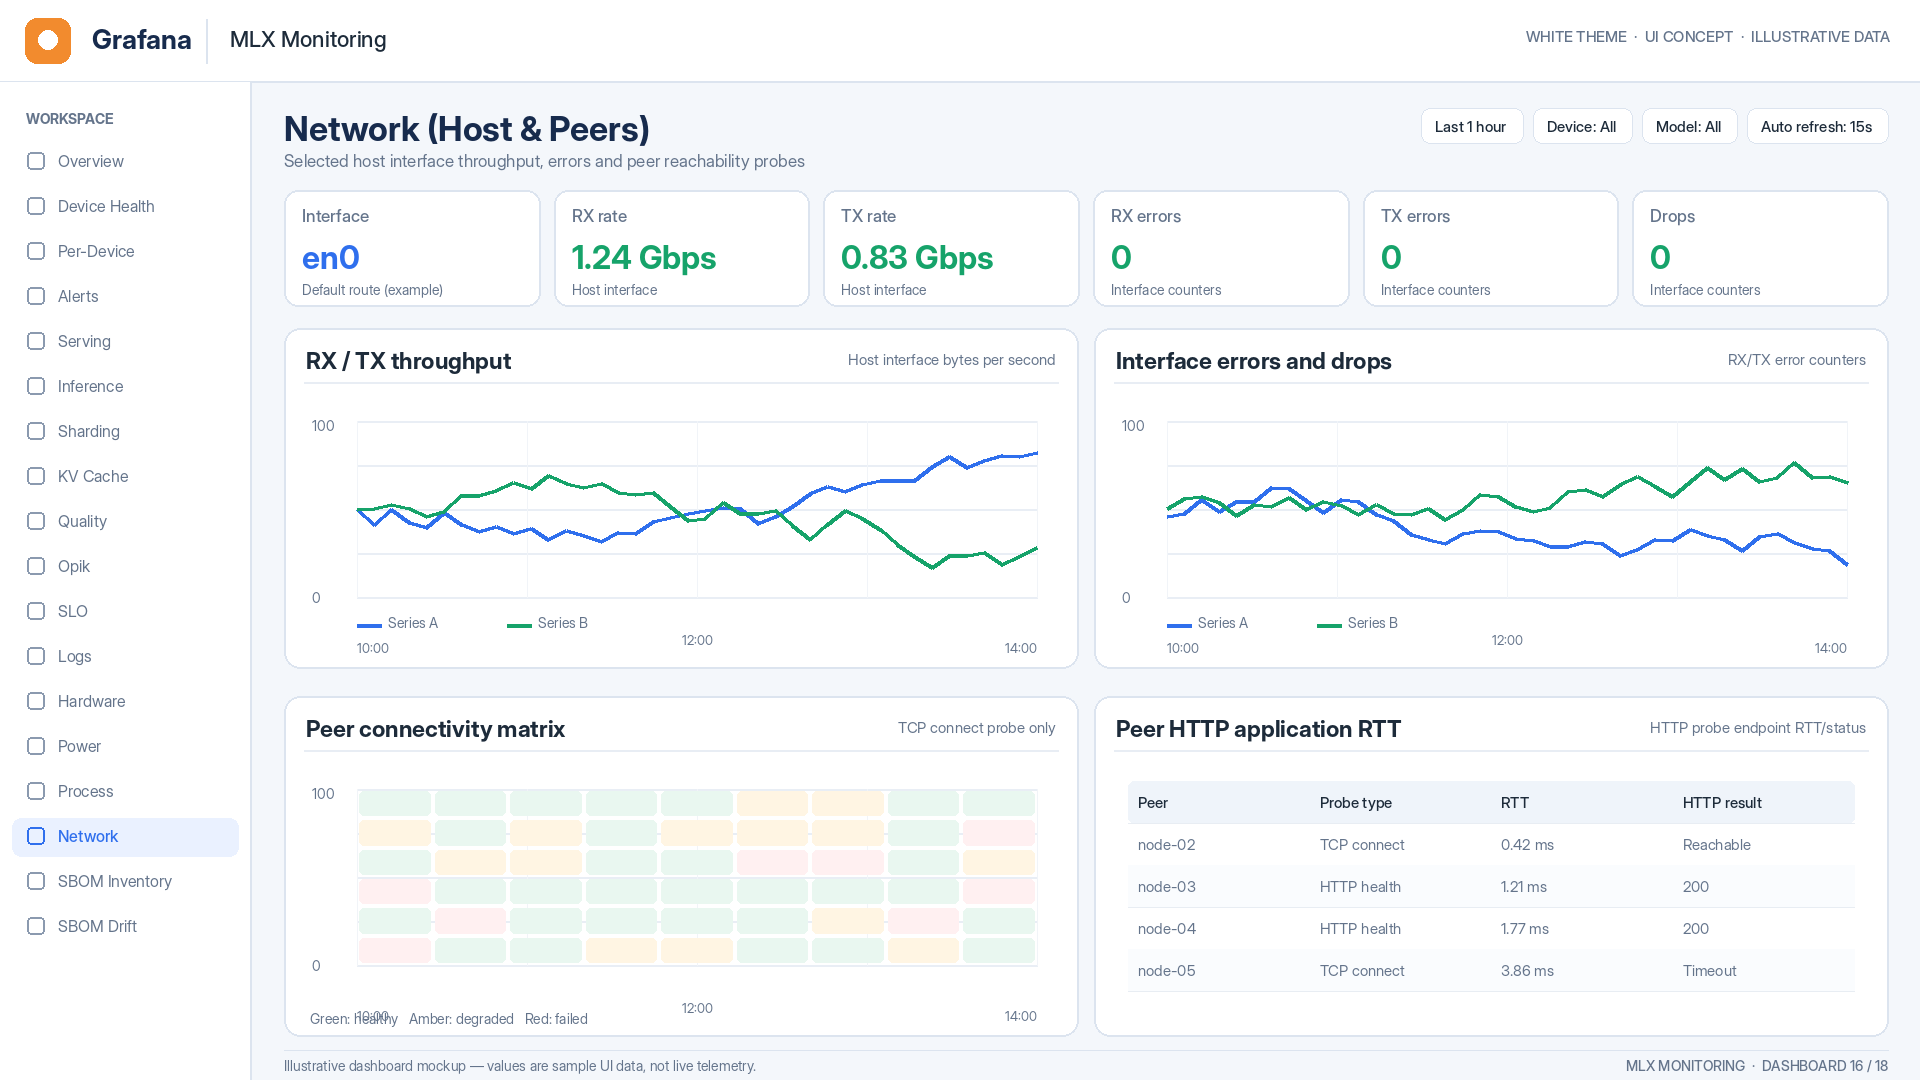 Grafana
MLX Monitoring
WHITE THEME · UI CONCEPT · ILLUSTRATIVE DATA
WORKSPACE
Overview
Device Health
Per-Device
Alerts
Serving
Inference
Sharding
KV Cache
Quality
Opik
SLO
Logs
Hardware
Power
Process
Network
SBOM Inventory
SBOM Drift
Network (Host & Peers)
Selected host interface throughput, errors and peer reachability probes
Last 1 hour
Device: All
Model: All
Auto refresh: 15s
Interface
en0
Default route (example)
RX rate
1.24 Gbps
Host interface
TX rate
0.83 Gbps
Host interface
RX errors
0
Interface counters
TX errors
0
Interface counters
Drops
0
Interface counters
RX / TX throughput
Host interface bytes per second
100
0
Series A
Series B
10:00
12:00
14:00
Interface errors and drops
RX/TX error counters
100
0
Series A
Series B
10:00
12:00
14:00
Peer connectivity matrix
TCP connect probe only
100
0
10:00
12:00
14:00
Green: healthy Amber: degraded Red: failed
Peer HTTP application RTT
HTTP probe endpoint RTT/status
Peer Probe type RTT HTTP result
node-02 TCP connect 0.42 ms Reachable
node-03 HTTP health 1.21 ms 200
node-04 HTTP health 1.77 ms 200
node-05 TCP connect 3.86 ms Timeout
Illustrative dashboard mockup — values are sample UI data, not live telemetry.
MLX MONITORING · DASHBOARD 16 / 18